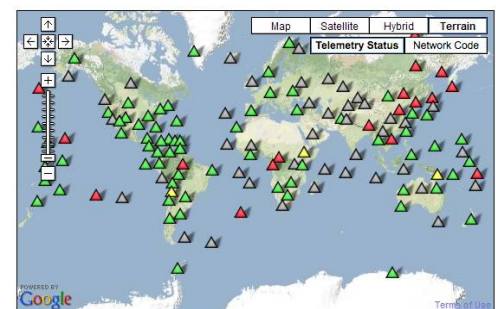 Map Satellite Hybrid Terrain
Telemetry Status Network Code
POWERED BY
Google
Terms of Use